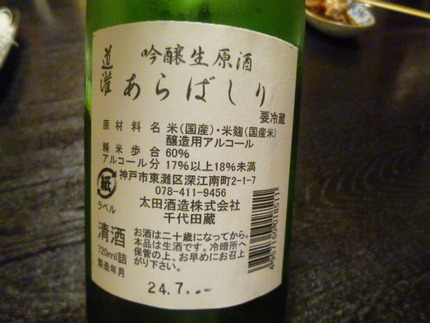 道灘
吟醸生原酒
あらばしり
要冷蔵
原材料名 米(国産)・米麹(国産米)
醸造用アルコール
精米歩合 60%
アルコール分 17%以上18%未満
紙
ラベル
神戸市東灘区深江南町2-1-7
078-411-9456
太田酒造株式会社
千代田蔵
清酒
720ml詰
製造年月
お酒は二十歳になってから。
本品は生酒です。冷暗所へ
保管の上、お早めにお召上
がり下さい。
24.7